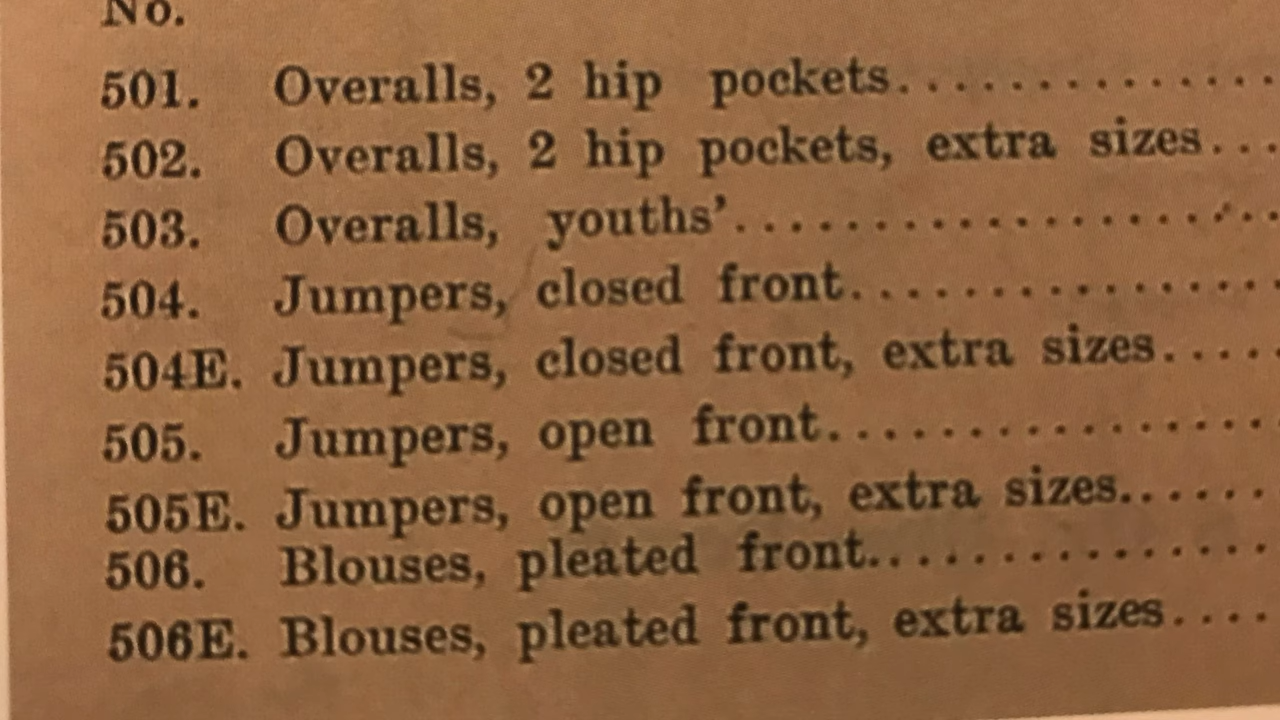 No.
501. Overalls, 2 hip pockets..............
502. Overalls, 2 hip pockets, extra sizes...
503. Overalls, youths'....................
504. Jumpers, closed front................
504E. Jumpers, closed front, extra sizes.....
505. Jumpers, open front.................
505E. Jumpers, open front, extra sizes......
506. Blouses, pleated front...............
506E. Blouses, pleated front, extra sizes....